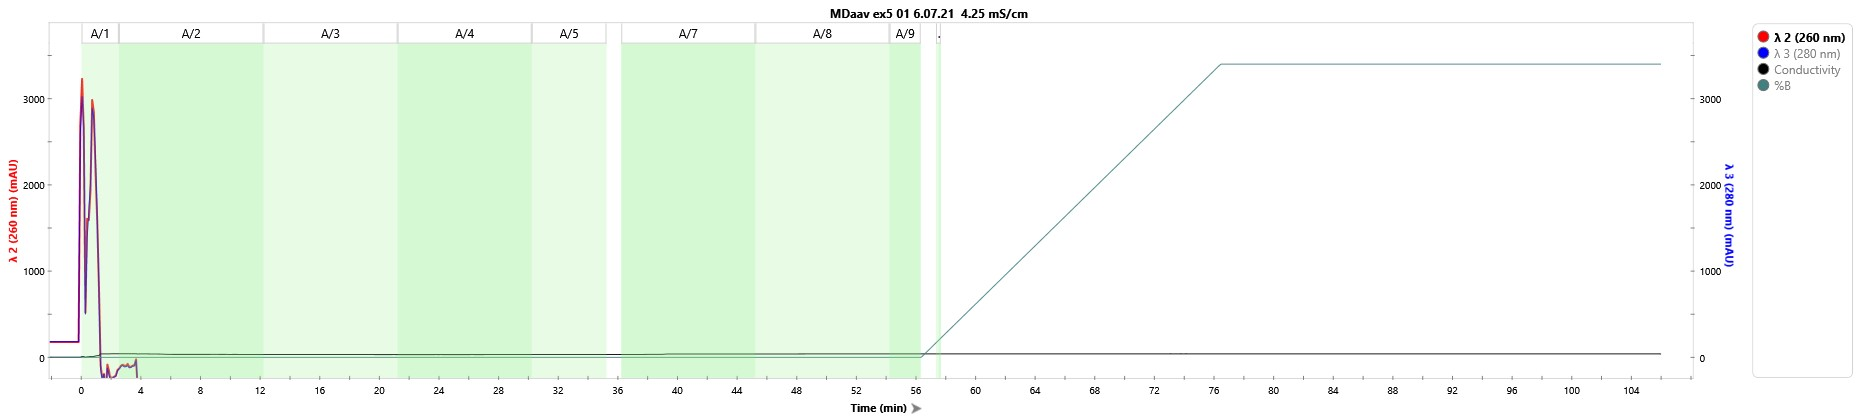 MDaav ex5 01 6.07.21  4.25 mS/cm
A/1 A/2 A/3 A/4 A/5 A/7 A/8 A/9 .
λ 2 (260 nm) (mAU)
3000
2000
1000
0
3000
2000
1000
0
λ 3 (280 nm) (mAU)
0 4 8 12 16 20 24 28 32 36 40 44 48 52 56 60 64 68 72 76 80 84 88 92 96 100 104
Time (min)
λ 2 (260 nm)
λ 3 (280 nm)
Conductivity
%B